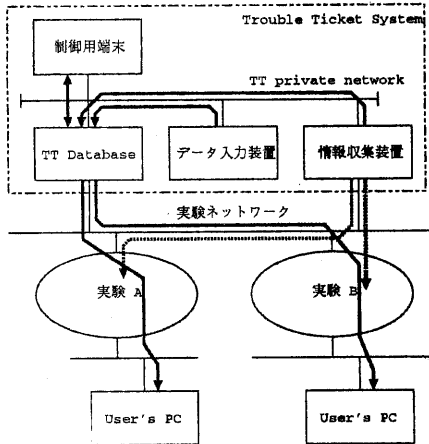 Trouble Ticket System
制御用端末
TT private network
TT Database
データ入力装置
情報収集装置
実験ネットワーク
実験 A
実験 B
User's PC
User's PC